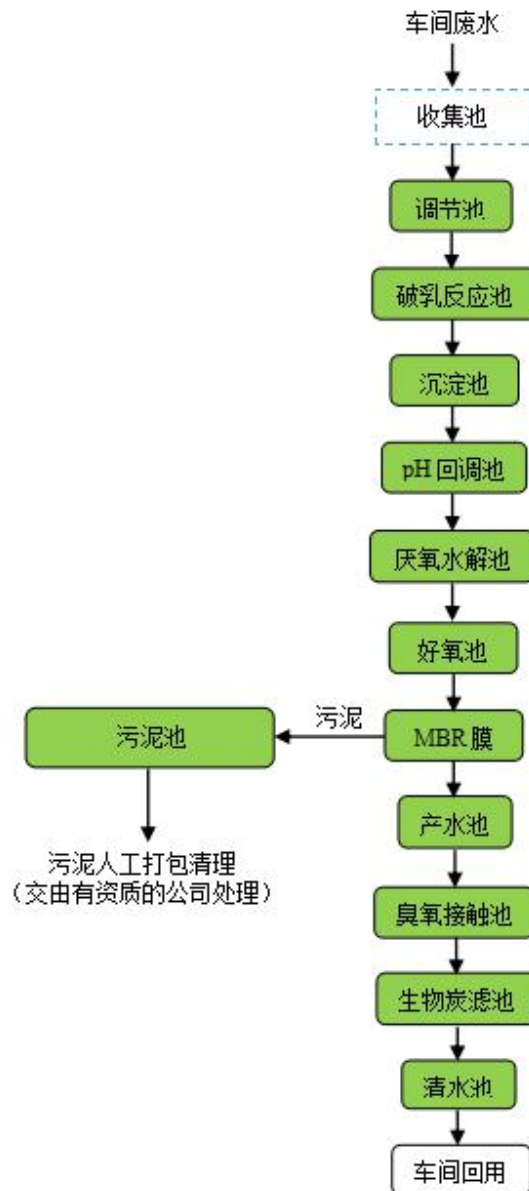 车间废水
收集池
调节池
破乳反应池
沉淀池
pH 回调池
厌氧水解池
好氧池
污泥
污泥池
MBR 膜
产水池
污泥人工打包清理
（交由有资质的公司处理）
臭氧接触池
生物炭滤池
清水池
车间回用